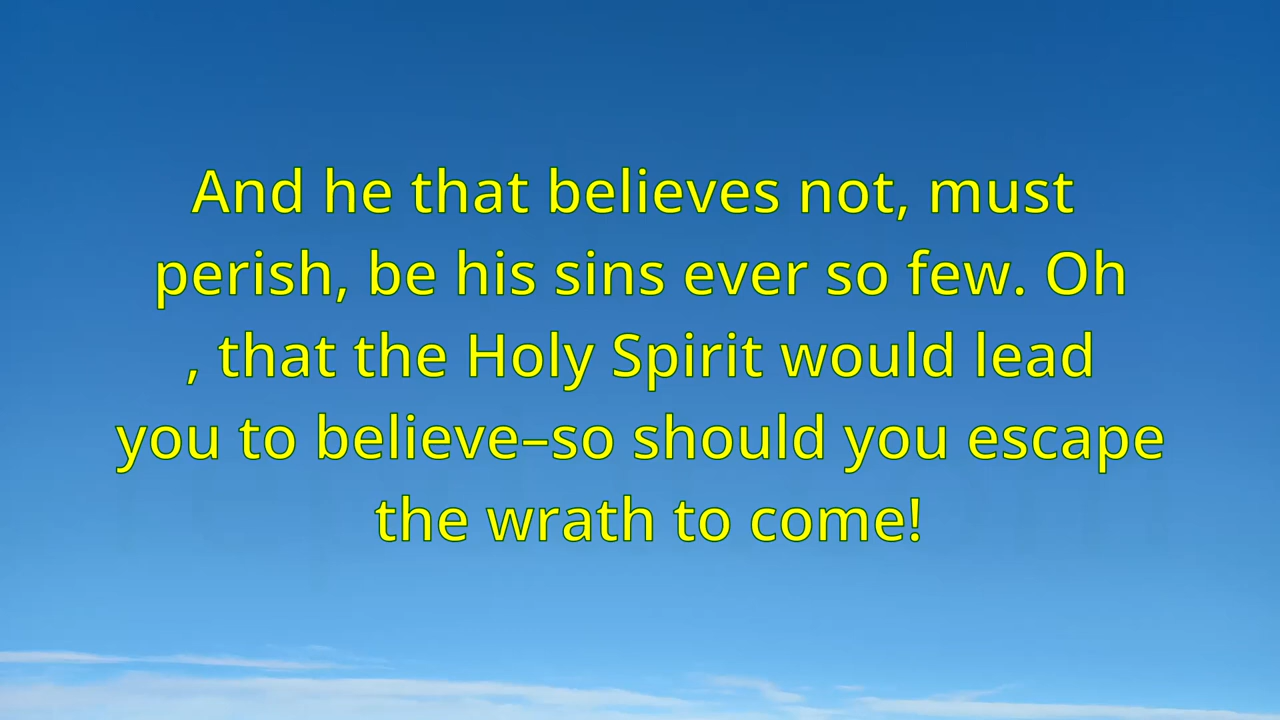 And he that believes not, must
perish, be his sins ever so few. Oh
, that the Holy Spirit would lead
you to believe–so should you escape
the wrath to come!